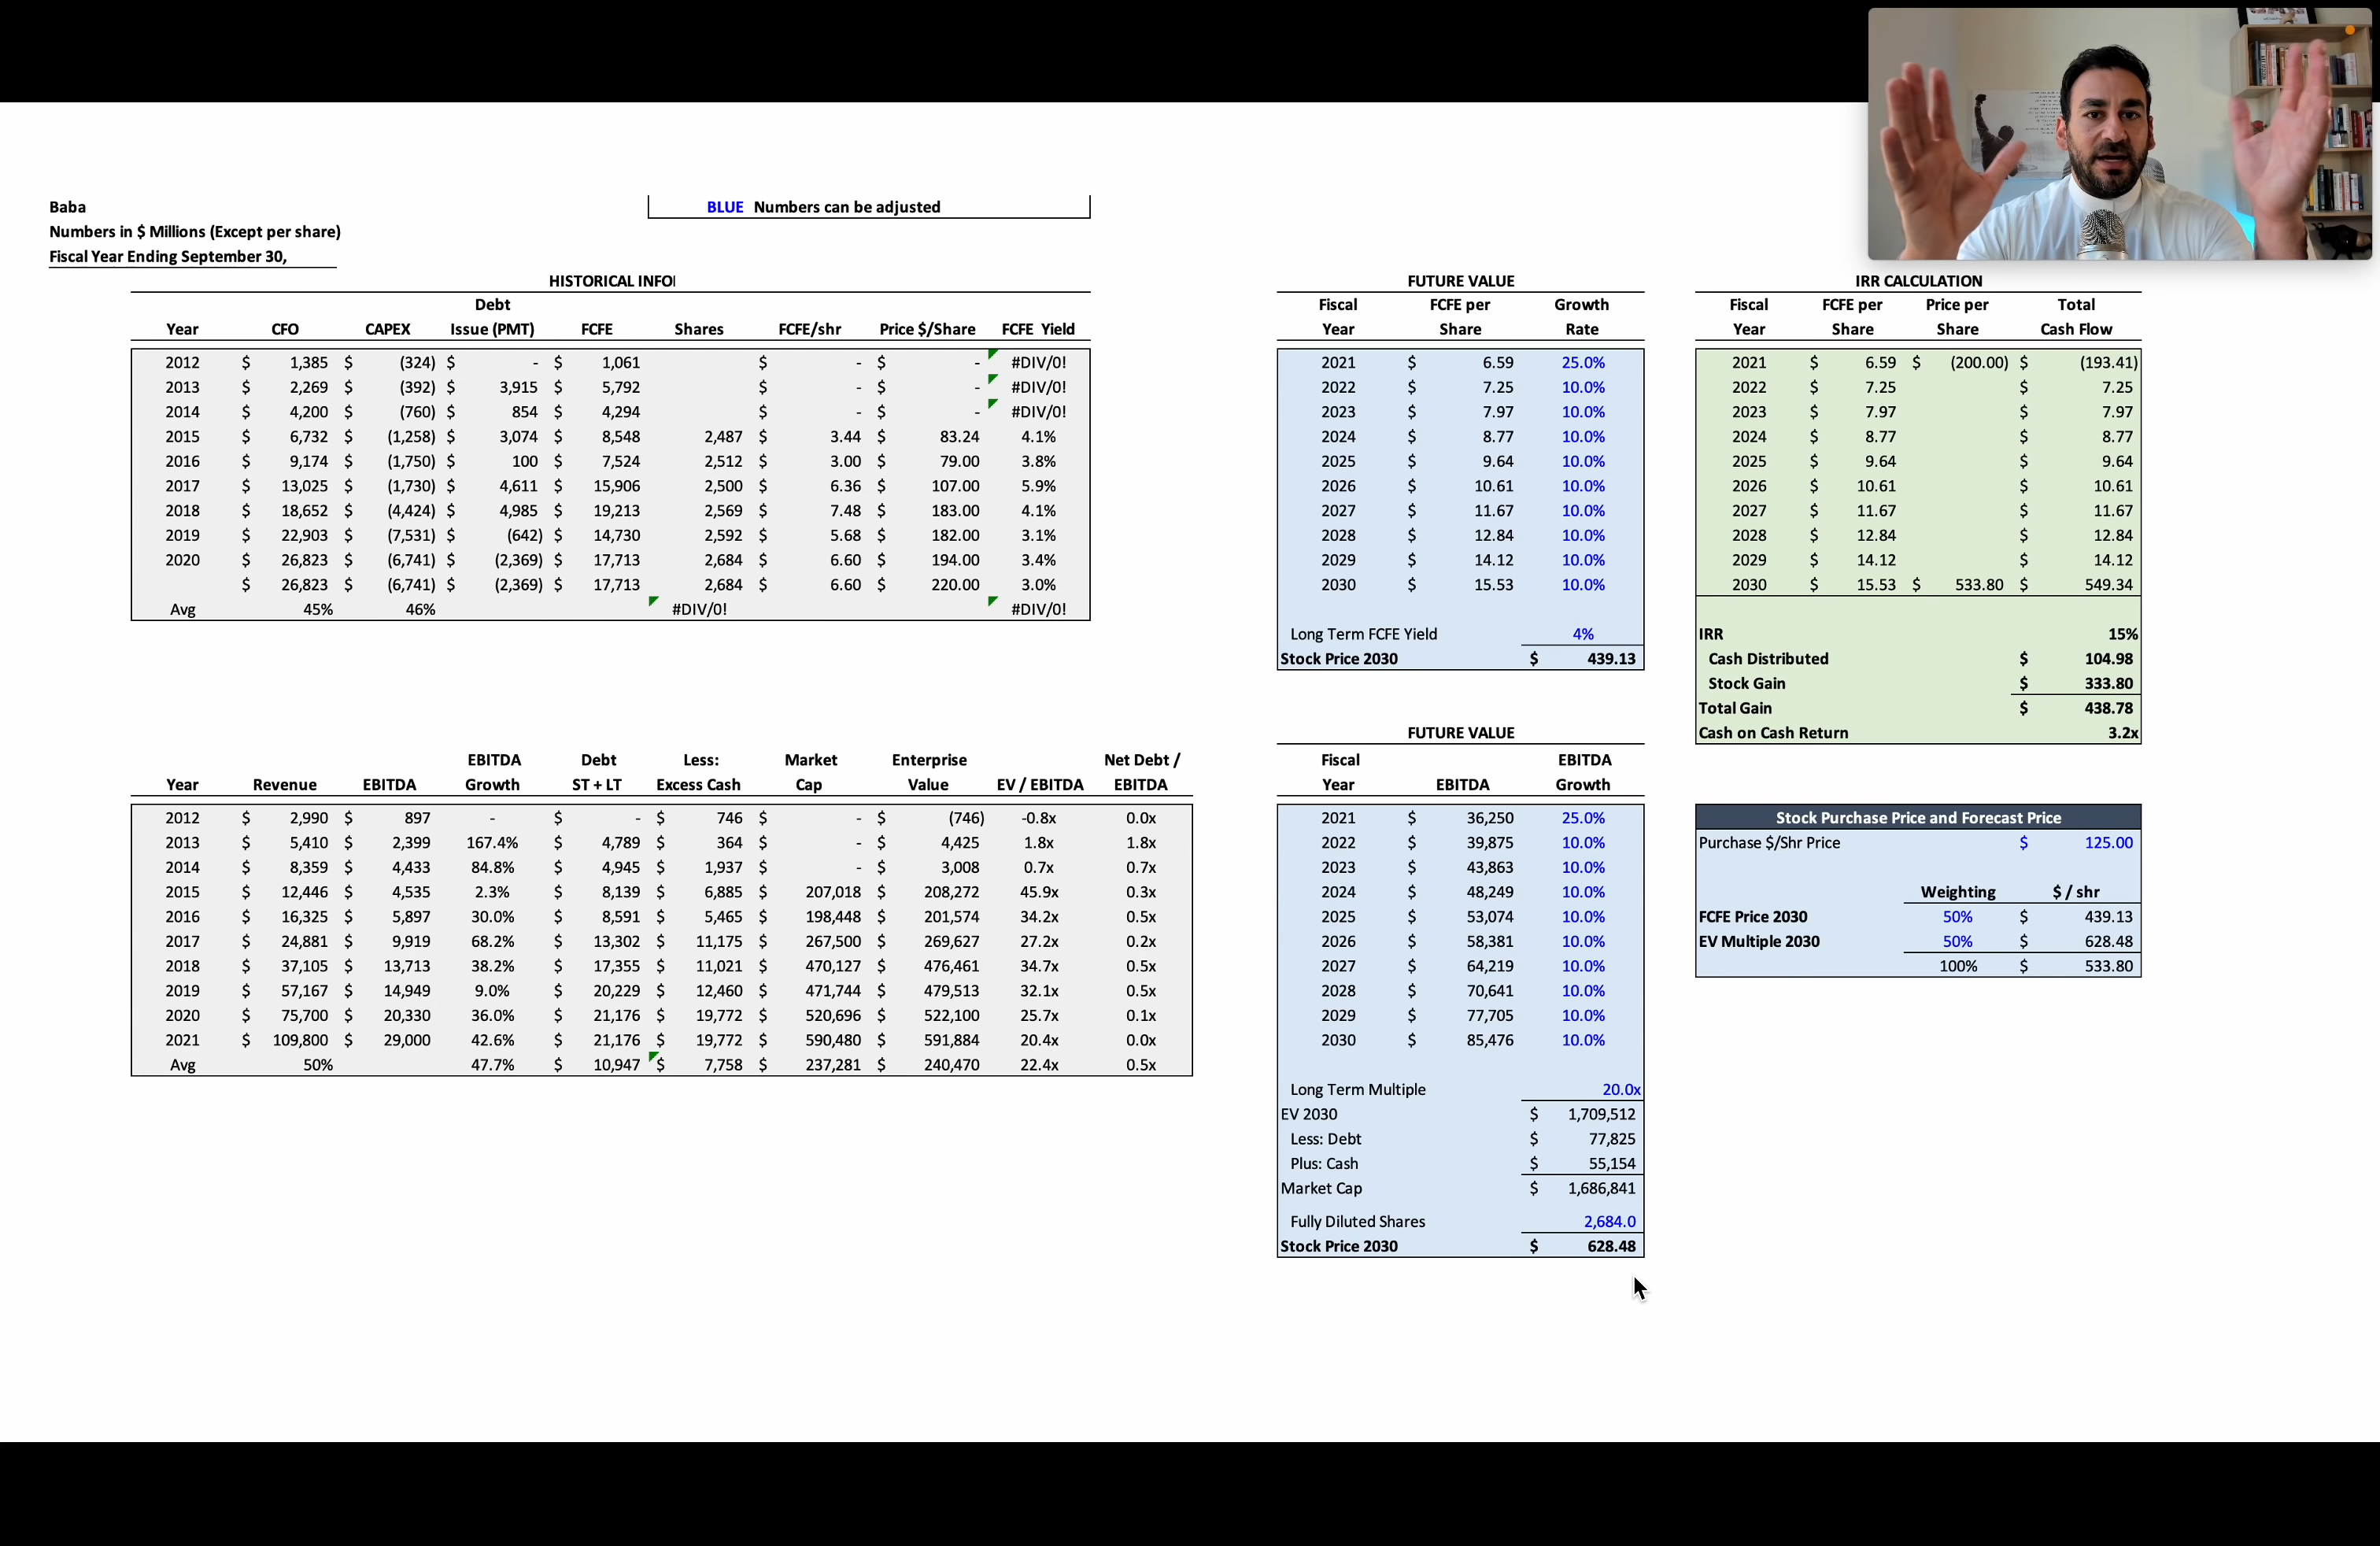 Baba
BLUE Numbers can be adjusted
Numbers in $ Millions (Except per share)
Fiscal Year Ending September 30,
HISTORICAL INFO
Debt
Year CFO CAPEX Issue (PMT) FCFE Shares FCFE/shr Price $/Share FCFE Yield
2012 $ 1,385 $ (324) $ - $ 1,061 $ - $ - #DIV/0!
2013 $ 2,269 $ (392) $ 3,915 $ 5,792 $ - $ - #DIV/0!
2014 $ 4,200 $ (760) $ 854 $ 4,294 $ - $ - #DIV/0!
2015 $ 6,732 $ (1,258) $ 3,074 $ 8,548 2,487 $ 3.44 $ 83.24 4.1%
2016 $ 9,174 $ (1,750) $ 100 $ 7,524 2,512 $ 3.00 $ 79.00 3.8%
2017 $ 13,025 $ (1,730) $ 4,611 $ 15,906 2,500 $ 6.36 $ 107.00 5.9%
2018 $ 18,652 $ (4,424) $ 4,985 $ 19,213 2,569 $ 7.48 $ 183.00 4.1%
2019 $ 22,903 $ (7,531) $ (642) $ 14,730 2,592 $ 5.68 $ 182.00 3.1%
2020 $ 26,823 $ (6,741) $ (2,369) $ 17,713 2,684 $ 6.60 $ 194.00 3.4%
$ 26,823 $ (6,741) $ (2,369) $ 17,713 2,684 $ 6.60 $ 220.00 3.0%
Avg 45% 46% #DIV/0! #DIV/0!
FUTURE VALUE
Fiscal FCFE per Growth
Year Share Rate
2021 $ 6.59 25.0%
2022 $ 7.25 10.0%
2023 $ 7.97 10.0%
2024 $ 8.77 10.0%
2025 $ 9.64 10.0%
2026 $ 10.61 10.0%
2027 $ 11.67 10.0%
2028 $ 12.84 10.0%
2029 $ 14.12 10.0%
2030 $ 15.53 10.0%
Long Term FCFE Yield 4%
Stock Price 2030 $ 439.13
IRR CALCULATION
Fiscal FCFE per Price per Total
Year Share Share Cash Flow
2021 $ 6.59 $ (200.00) $ (193.41)
2022 $ 7.25 $ 7.25
2023 $ 7.97 $ 7.97
2024 $ 8.77 $ 8.77
2025 $ 9.64 $ 9.64
2026 $ 10.61 $ 10.61
2027 $ 11.67 $ 11.67
2028 $ 12.84 $ 12.84
2029 $ 14.12 $ 14.12
2030 $ 15.53 $ 533.80 $ 549.34
IRR 15%
Cash Distributed $ 104.98
Stock Gain $ 333.80
Total Gain $ 438.78
Cash on Cash Return 3.2x
EBITDA Debt Less: Market Enterprise Net Debt /
Year Revenue EBITDA Growth ST + LT Excess Cash Cap Value EV / EBITDA EBITDA
2012 $ 2,990 $ 897 - $ - $ 746 $ - $ (746) -0.8x 0.0x
2013 $ 5,410 $ 2,399 167.4% $ 4,789 $ 364 $ - $ 4,425 1.8x 1.8x
2014 $ 8,359 $ 4,433 84.8% $ 4,945 $ 1,937 $ - $ 3,008 0.7x 0.7x
2015 $ 12,446 $ 4,535 2.3% $ 8,139 $ 6,885 $ 207,018 $ 208,272 45.9x 0.3x
2016 $ 16,325 $ 5,897 30.0% $ 8,591 $ 5,465 $ 198,448 $ 201,574 34.2x 0.5x
2017 $ 24,881 $ 9,919 68.2% $ 13,302 $ 11,175 $ 267,500 $ 269,627 27.2x 0.2x
2018 $ 37,105 $ 13,713 38.2% $ 17,355 $ 11,021 $ 470,127 $ 476,461 34.7x 0.5x
2019 $ 57,167 $ 14,949 9.0% $ 20,229 $ 12,460 $ 471,744 $ 479,513 32.1x 0.5x
2020 $ 75,700 $ 20,330 36.0% $ 21,176 $ 19,772 $ 520,696 $ 522,100 25.7x 0.1x
2021 $ 109,800 $ 29,000 42.6% $ 21,176 $ 19,772 $ 590,480 $ 591,884 20.4x 0.0x
Avg 50% 47.7% $ 10,947 $ 7,758 $ 237,281 $ 240,470 22.4x 0.5x
FUTURE VALUE
Fiscal EBITDA
Year EBITDA Growth
2021 $ 36,250 25.0%
2022 $ 39,875 10.0%
2023 $ 43,863 10.0%
2024 $ 48,249 10.0%
2025 $ 53,074 10.0%
2026 $ 58,381 10.0%
2027 $ 64,219 10.0%
2028 $ 70,641 10.0%
2029 $ 77,705 10.0%
2030 $ 85,476 10.0%
Long Term Multiple 20.0x
EV 2030 $ 1,709,512
Less: Debt $ 77,825
Plus: Cash $ 55,154
Market Cap $ 1,686,841
Fully Diluted Shares 2,684.0
Stock Price 2030 $ 628.48
Stock Purchase Price and Forecast Price
Purchase $/Shr Price $ 125.00
Weighting $ / shr
FCFE Price 2030 50% $ 439.13
EV Multiple 2030 50% $ 628.48
100% $ 533.80